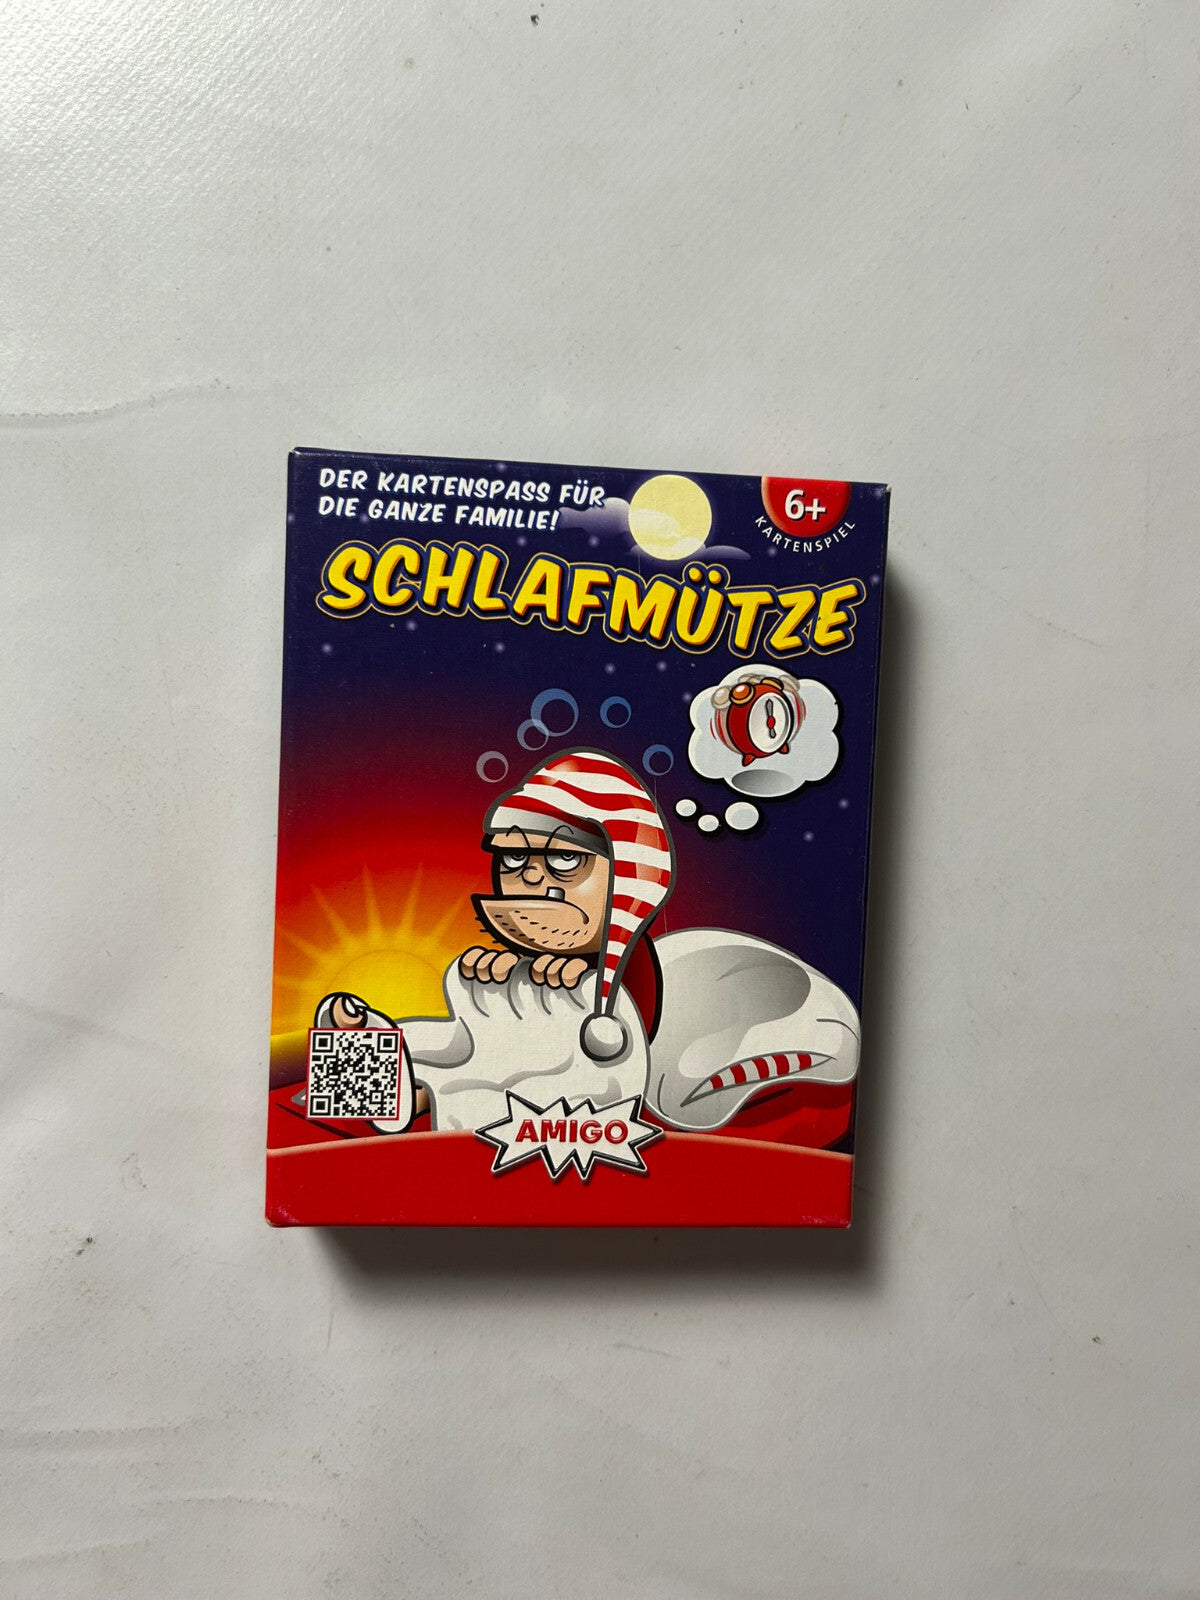 DER KARTENSPASS FÜR
DIE GANZE FAMILIE!
6+
KARTENSPIEL
SCHLAFMÜTZE
AMIGO